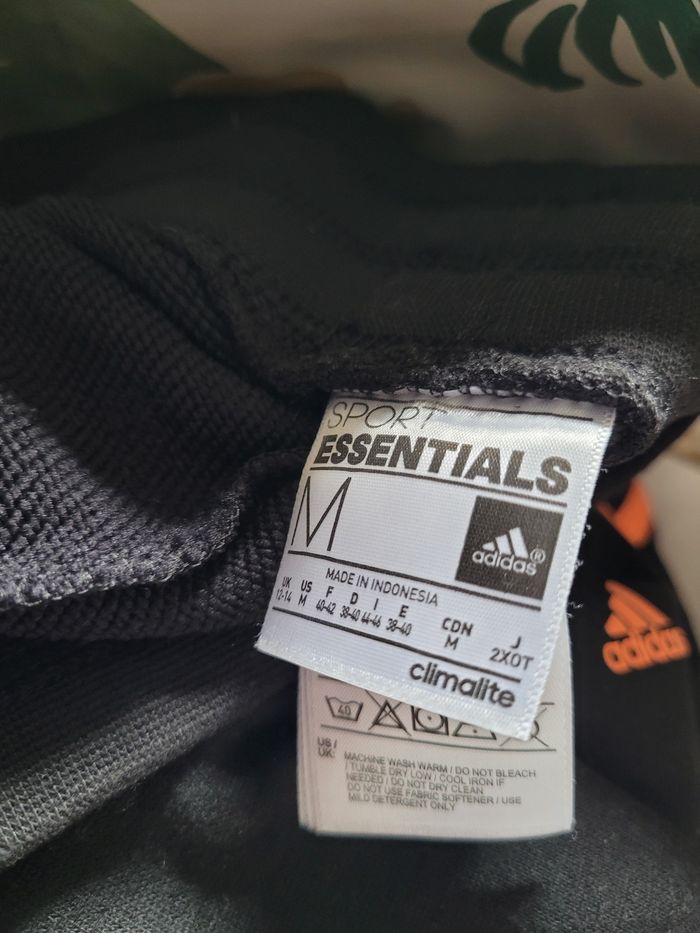 SPORT
ESSENTIALS
M
adidas®
MADE IN INDONESIA
UK US F D I E CDN J
12-14 M 40-42 38-40 44-46 38-40 M 2XOT
climalite
adidas
40
US /
UK:
MACHINE WASH WARM / DO NOT BLEACH
/ TUMBLE DRY LOW / COOL IRON IF
NEEDED / DO NOT DRY CLEAN
DO NOT USE FABRIC SOFTENER / USE
MILD DETERGENT ONLY